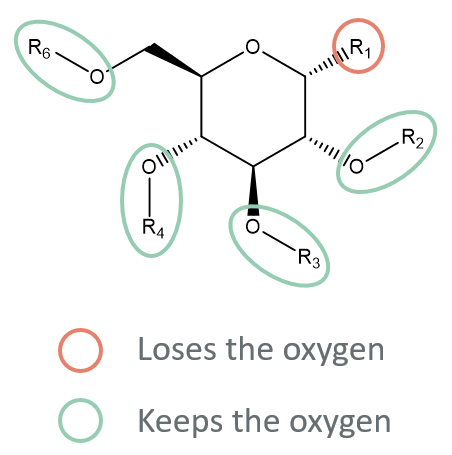 R6
O
O
R1
O
R4
O
R3
O
R2
Loses the oxygen
Keeps the oxygen